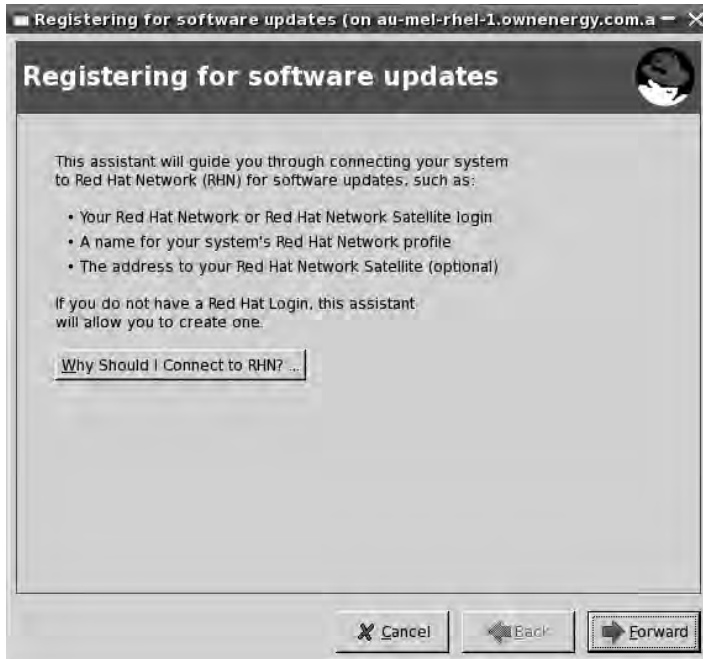 Registering for software updates (on au-mel-rhel-1.ownenergy.com.a
Registering for software updates
This assistant will guide you through connecting your system
to Red Hat Network (RHN) for software updates, such as:
• Your Red Hat Network or Red Hat Network Satellite login
• A name for your system's Red Hat Network profile
• The address to your Red Hat Network Satellite (optional)
If you do not have a Red Hat Login, this assistant
will allow you to create one.
Why Should I Connect to RHN? ...
Cancel
Back
Forward